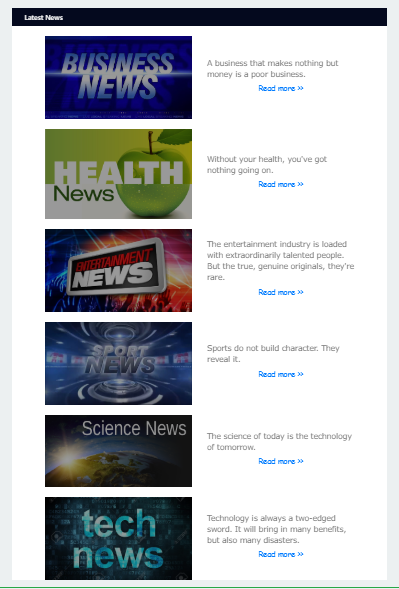 Latest News
BUSINESS
NEWS
A business that makes nothing but
money is a poor business.
Read more >>
HEALTH
News
Without your health, you've got
nothing going on.
Read more >>
ENTERTAINMENT
NEWS
The entertainment industry is loaded
with extraordinarily talented people.
But the true, genuine originals, they're
rare.
Read more >>
SPORT
NEWS
Sports do not build character. They
reveal it.
Read more >>
Science News
The science of today is the technology
of tomorrow.
Read more >>
tech
news
Technology is always a two-edged
sword. It will bring in many benefits,
but also many disasters.
Read more >>